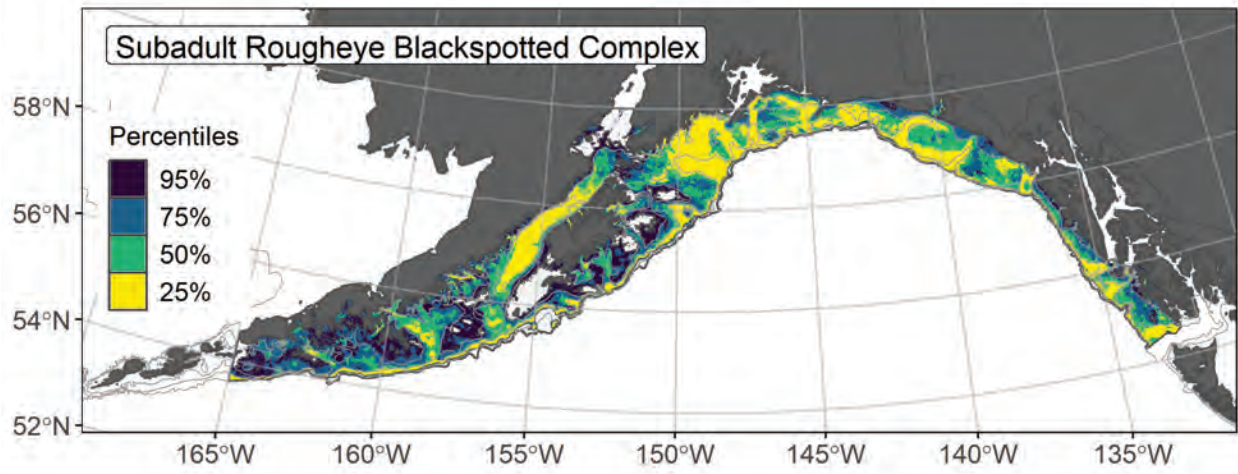 Subadult Rougheye Blackspotted Complex
58°N
56°N
54°N
52°N
Percentiles
95%
75%
50%
25%
165°W
160°W
155°W
150°W
145°W
140°W
135°W